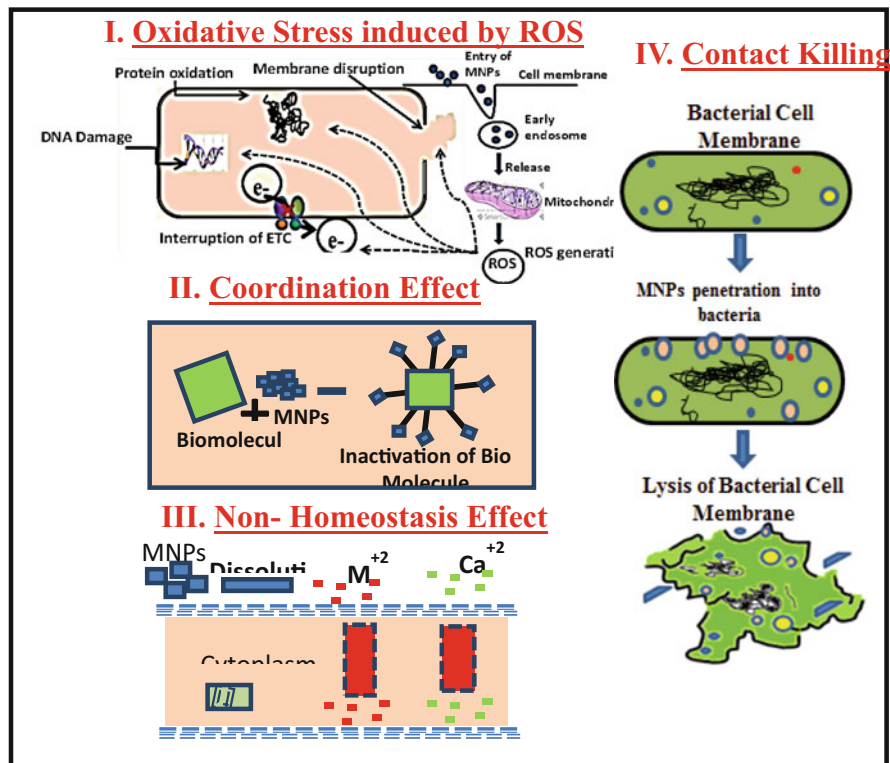 I. Oxidative Stress induced by ROS
Entry of
MNPs
Cell membrane
Protein oxidation
Membrane disruption
DNA Damage
Early
endosome
Release
Mitochondr
e-
Interruption of ETC
e-
ROS
ROS generati
II. Coordination Effect
MNPs
Biomolecul
Inactivation of Bio
Molecule
III. Non- Homeostasis Effect
MNPs
Dissoluti
M+2
Ca+2
Cytoplasm
IV. Contact Killing
Bacterial Cell
Membrane
MNPs penetration into
bacteria
Lysis of Bacterial Cell
Membrane